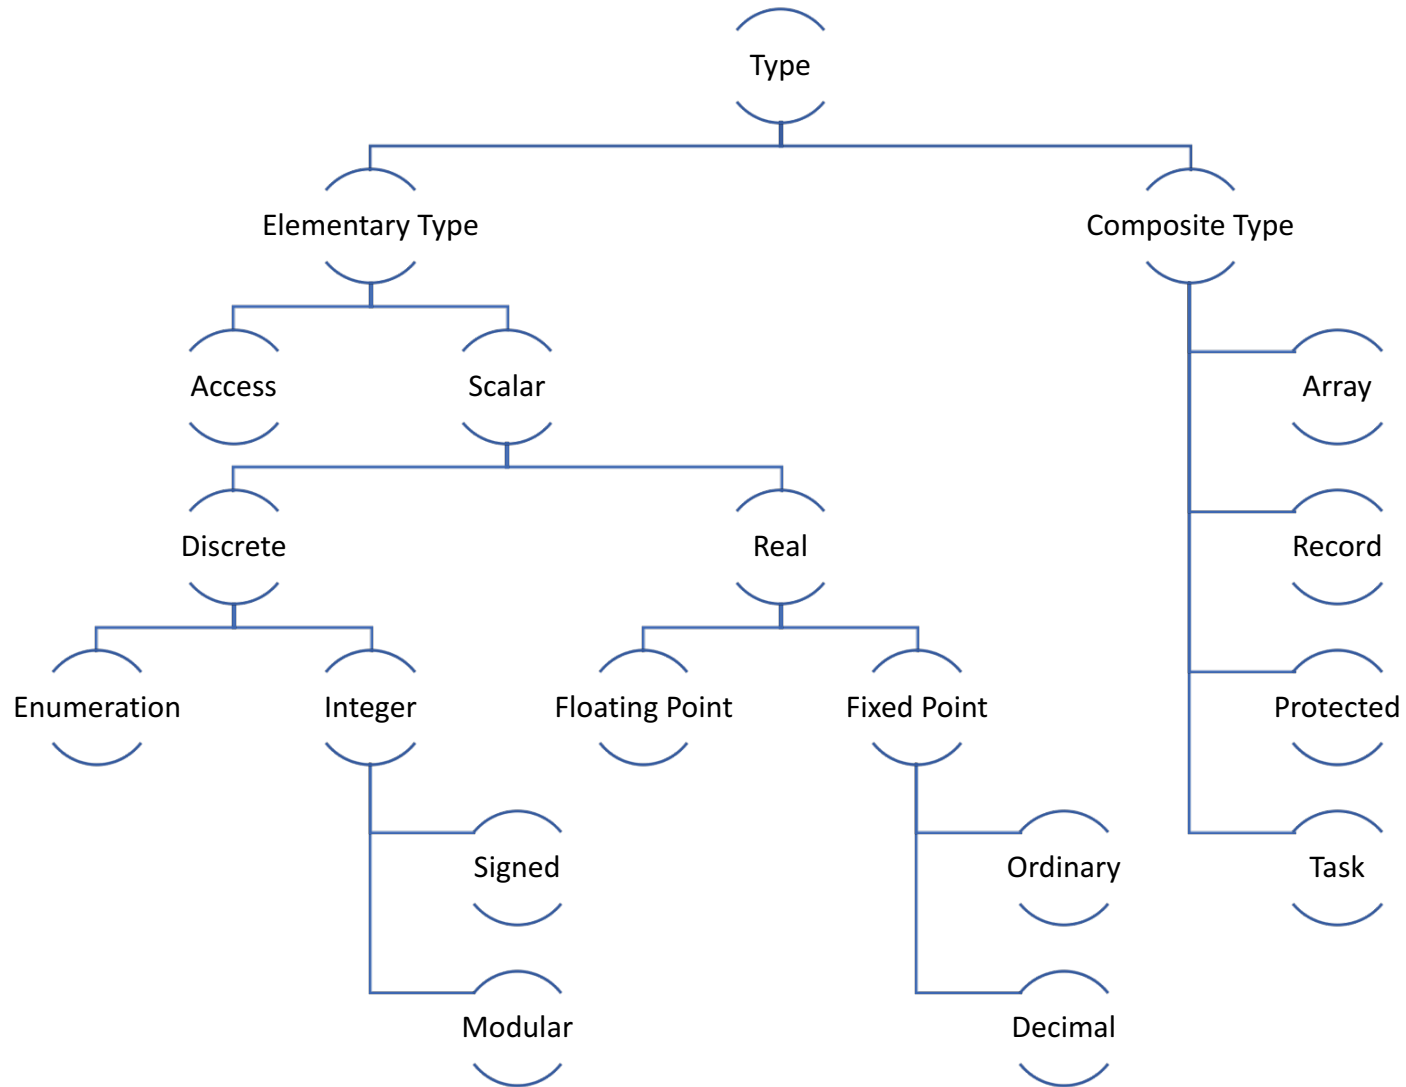 Type
Elementary Type
Composite Type
Access
Scalar
Array
Discrete
Real
Record
Enumeration
Integer
Floating Point
Fixed Point
Protected
Signed
Ordinary
Task
Modular
Decimal